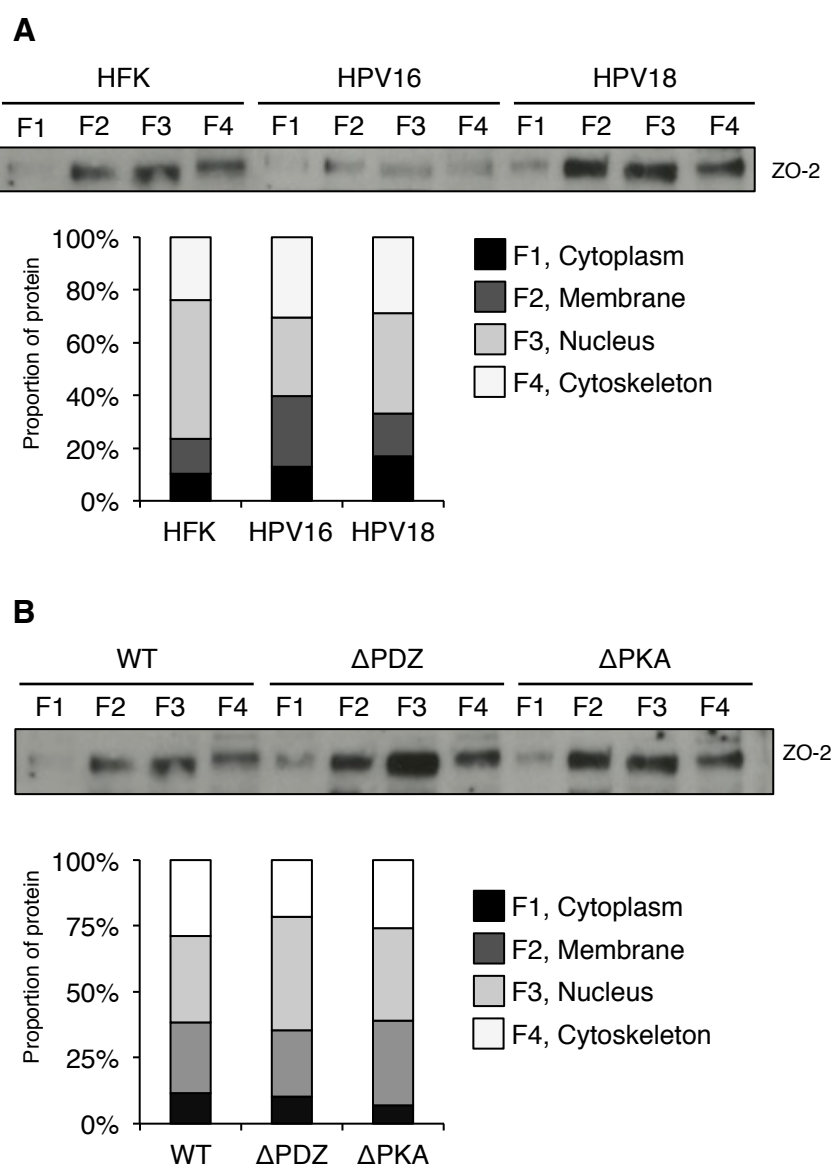 A
HFK HPV16 HPV18
F1 F2 F3 F4 F1 F2 F3 F4 F1 F2 F3 F4
ZO-2
Proportion of protein
100%
80%
60%
40%
20%
0%
HFK HPV16 HPV18
F1, Cytoplasm
F2, Membrane
F3, Nucleus
F4, Cytoskeleton
B
WT ΔPDZ ΔPKA
F1 F2 F3 F4 F1 F2 F3 F4 F1 F2 F3 F4
ZO-2
Proportion of protein
100%
75%
50%
25%
0%
WT ΔPDZ ΔPKA
F1, Cytoplasm
F2, Membrane
F3, Nucleus
F4, Cytoskeleton